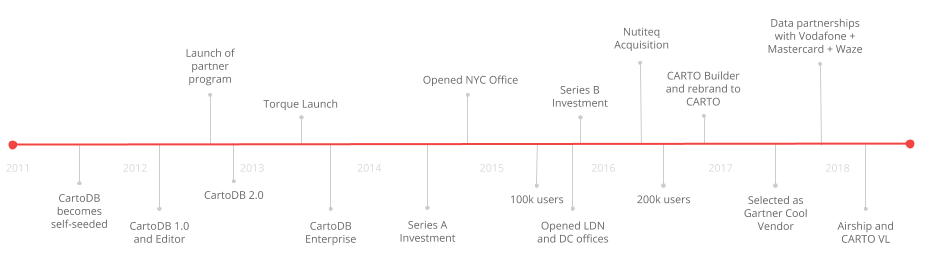 Data partnerships
with Vodafone +
Mastercard + Waze
Nutiteq
Acquisition
Launch of
partner
program
Opened NYC Office
CARTO Builder
and rebrand to
CARTO
Series B
Investment
Torque Launch
2011
2012
2013
2014
2015
2016
2017
2018
CartoDB
becomes
self-seeded
CartoDB 1.0
and Editor
CartoDB 2.0
CartoDB
Enterprise
Series A
Investment
100k users
Opened LDN
and DC offices
200k users
Selected as
Gartner Cool
Vendor
Airship and
CARTO VL